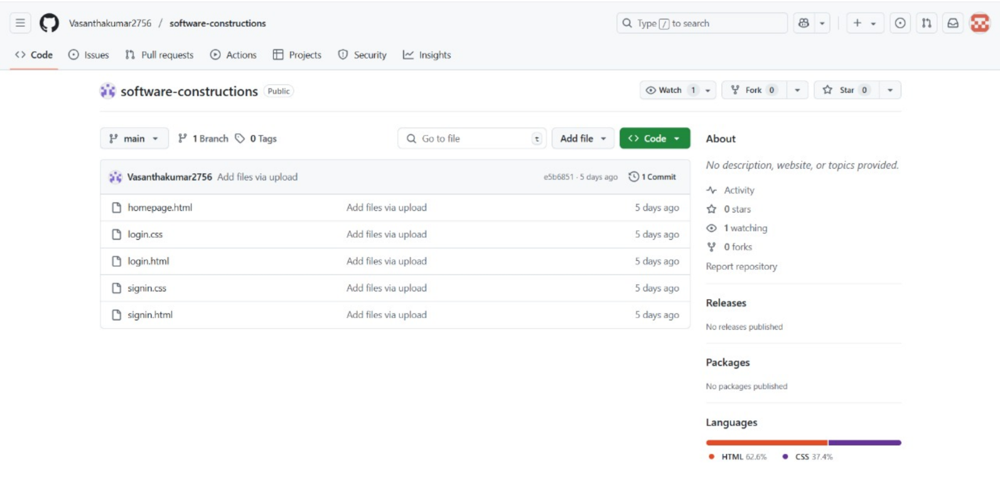 Vasanthakumar2756 / software-constructions
Type / to search
Code Issues Pull requests Actions Projects Security Insights
software-constructions Public
Watch 1 Fork 0 Star 0
main 1 Branch 0 Tags
Go to file t Add file Code
Vasanthakumar2756 Add files via upload e5b6851 · 5 days ago 1 Commit
homepage.html Add files via upload 5 days ago
login.css Add files via upload 5 days ago
login.html Add files via upload 5 days ago
signin.css Add files via upload 5 days ago
signin.html Add files via upload 5 days ago
About
No description, website, or topics provided.
Activity
0 stars
1 watching
0 forks
Report repository
Releases
No releases published
Packages
No packages published
Languages
HTML 62.6% CSS 37.4%